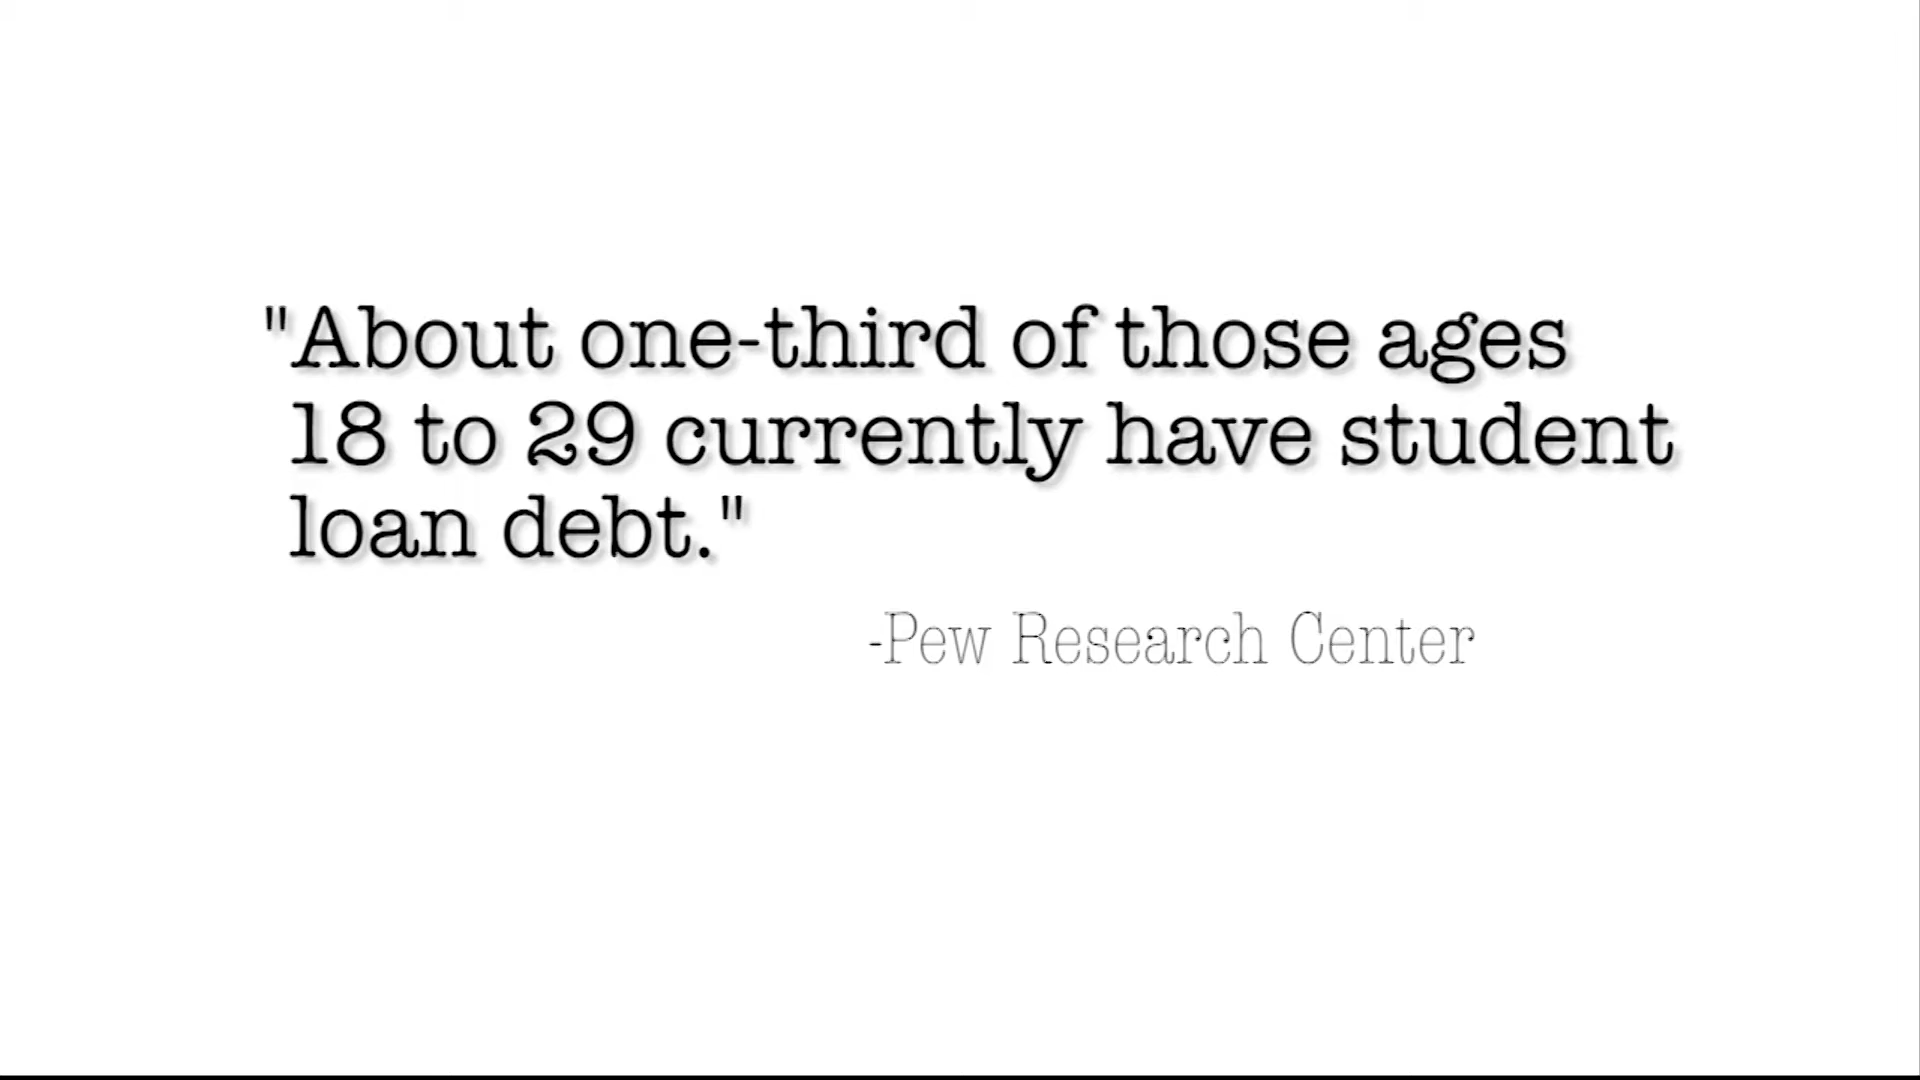 "About one-third of those ages
18 to 29 currently have student
loan debt."
-Pew Research Center